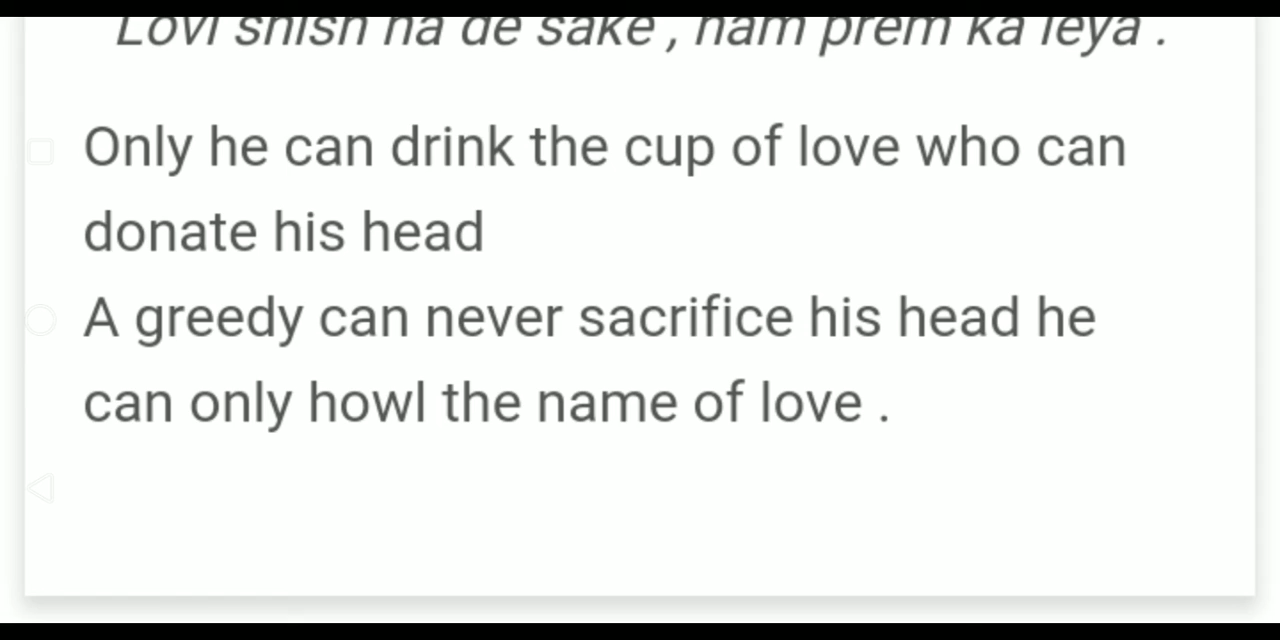 Lovi shish na de sake , nam prem ka leya .
Only he can drink the cup of love who can
donate his head
A greedy can never sacrifice his head he
can only howl the name of love .